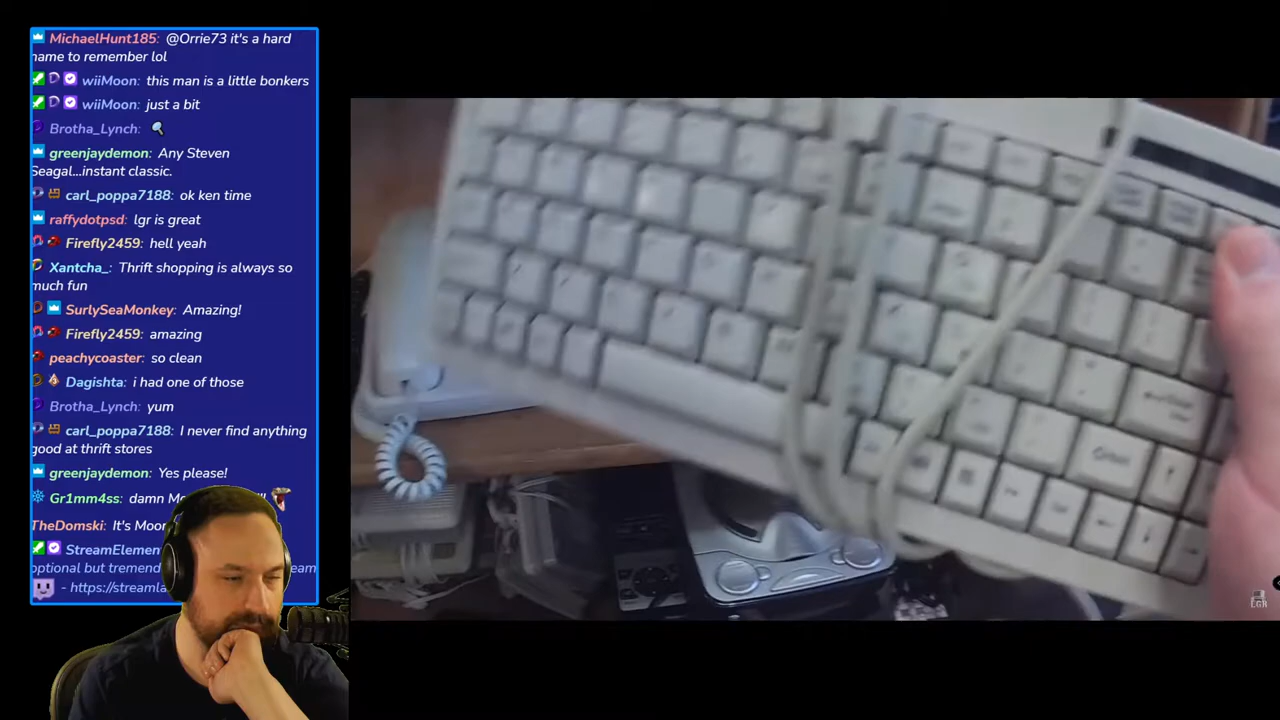 MichaelHunt185: @Orrie73 it's a hard
name to remember lol
wiiMoon: this man is a little bonkers
wiiMoon: just a bit
Brotha_Lynch:
greenjaydemon: Any Steven
Seagal...instant classic.
carl_poppa7188: ok ken time
raffydotpsd: lgr is great
Firefly2459: hell yeah
Xantcha_: Thrift shopping is always so
much fun
SurlySeaMonkey: Amazing!
Firefly2459: amazing
peachycoaster: so clean
Dagishta: i had one of those
Brotha_Lynch: yum
carl_poppa7188: I never find anything
good at thrift stores
greenjaydemon: Yes please!
Gr1mm4ss: damn
TheDomski: It's Moon
StreamElemen
optional but tremend
- https://streamla
LGR